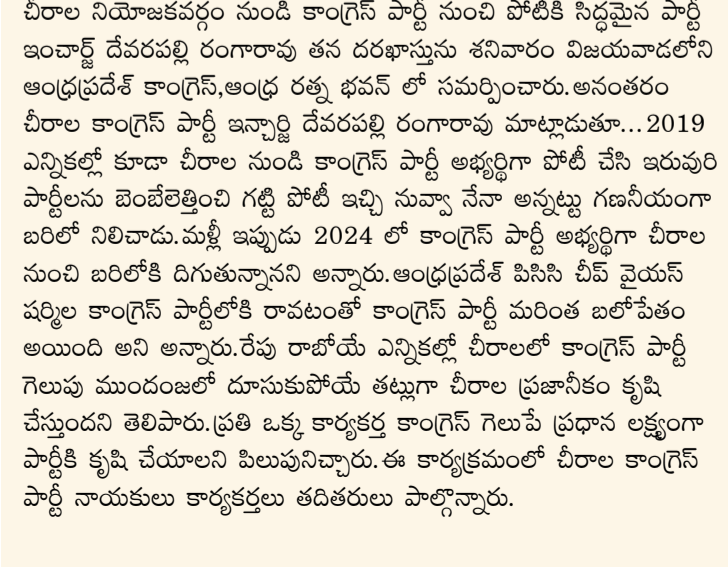 చీరాల నియోజకవర్గం నుండి కాంగ్రెస్ పార్టీ నుంచి పోటీకి సిద్ధమైన పార్టీ
ఇంచార్జ్ దేవరపల్లి రంగారావు తన దరఖాస్తును శనివారం విజయవాడలోని
ఆంధ్రప్రదేశ్ కాంగ్రెస్,ఆంధ్ర రత్న భవన్ లో సమర్పించారు.అనంతరం
చీరాల కాంగ్రెస్ పార్టీ ఇన్చార్జి దేవరపల్లి రంగారావు మాట్లాడుతూ...2019
ఎన్నికల్లో కూడా చీరాల నుండి కాంగ్రెస్ పార్టీ అభ్యర్థిగా పోటీ చేసి ఇరువురి
పార్టీలను బెంబేలెత్తించి గట్టి పోటీ ఇచ్చి నువ్వా నేనా అన్నట్టు గణనీయంగా
బరిలో నిలిచాడు.మళ్లీ ఇప్పుడు 2024 లో కాంగ్రెస్ పార్టీ అభ్యర్థిగా చీరాల
నుంచి బరిలోకి దిగుతున్నానని అన్నారు.ఆంధ్రప్రదేశ్ పిసిసి చీప్ వైయస్
షర్మిల కాంగ్రెస్ పార్టీలోకి రావటంతో కాంగ్రెస్ పార్టీ మరింత బలోపేతం
అయింది అని అన్నారు.రేపు రాబోయే ఎన్నికల్లో చీరాలలో కాంగ్రెస్ పార్టీ
గెలుపు ముందంజలో దూసుకుపోయే తట్లుగా చీరాల ప్రజానీకం కృషి
చేస్తుందని తెలిపారు.ప్రతి ఒక్క కార్యకర్త కాంగ్రెస్ గెలుపే ప్రధాన లక్ష్యంగా
పార్టీకి కృషి చేయాలని పిలుపునిచ్చారు.ఈ కార్యక్రమంలో చీరాల కాంగ్రెస్
పార్టీ నాయకులు కార్యకర్తలు తదితరులు పాల్గొన్నారు.